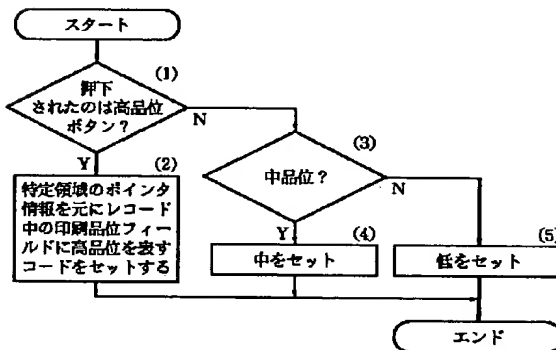 スタート
(1)
押下
されたのは高品位
ボタン？
N
Y
(2)
特定領域のポインタ
情報を元にレコード
中の印刷品位フィー
ルドに高品位を表す
コードをセットする
(3)
中品位？
N
Y
(4)
中をセット
(5)
低をセット
エンド